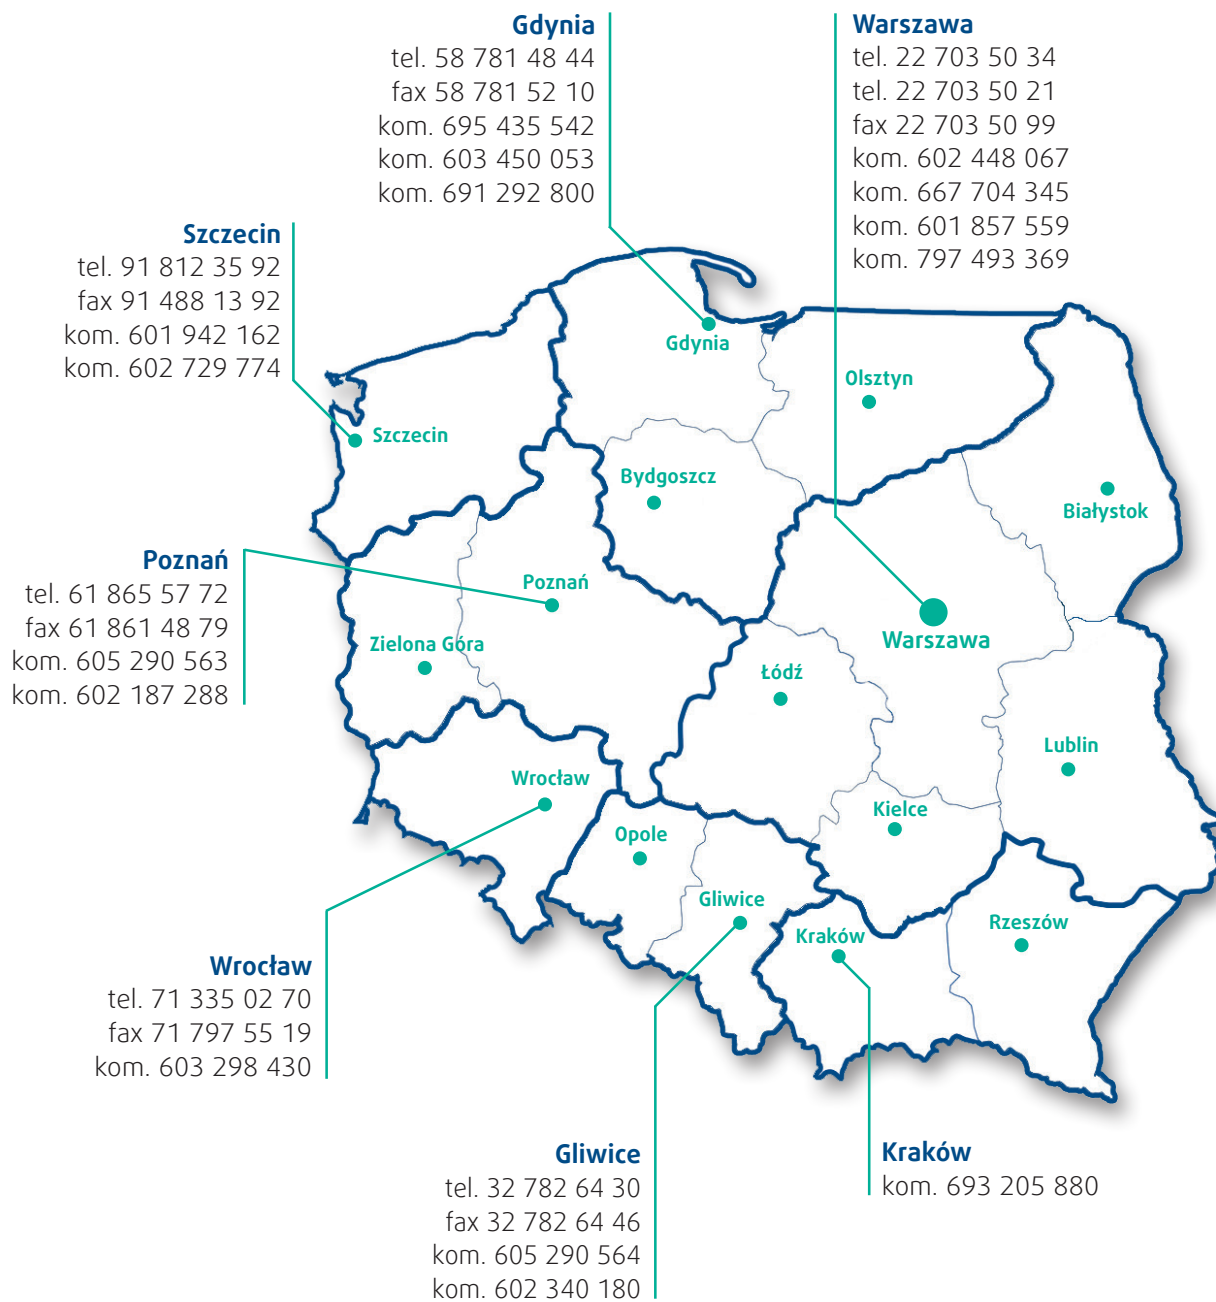 Gdynia
tel. 58 781 48 44
fax 58 781 52 10
kom. 695 435 542
kom. 603 450 053
kom. 691 292 800
Warszawa
tel. 22 703 50 34
tel. 22 703 50 21
fax 22 703 50 99
kom. 602 448 067
kom. 667 704 345
kom. 601 857 559
kom. 797 493 369
Szczecin
tel. 91 812 35 92
fax 91 488 13 92
kom. 601 942 162
kom. 602 729 774
Gdynia
Olsztyn
Szczecin
Bydgoszcz
Białystok
Poznań
tel. 61 865 57 72
fax 61 861 48 79
kom. 605 290 563
kom. 602 187 288
Poznań
Zielona Góra
Warszawa
Łódź
Lublin
Wrocław
Kielce
Opole
Gliwice
Kraków
Rzeszów
Wrocław
tel. 71 335 02 70
fax 71 797 55 19
kom. 603 298 430
Gliwice
tel. 32 782 64 30
fax 32 782 64 46
kom. 605 290 564
kom. 602 340 180
Kraków
kom. 693 205 880